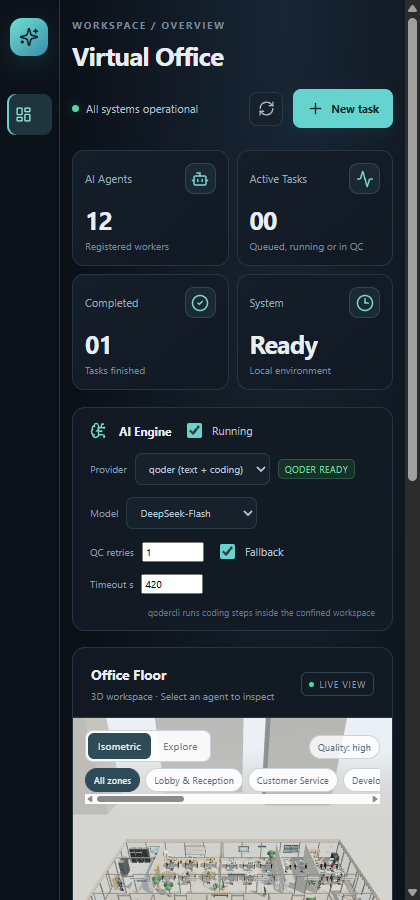 WORKSPACE / OVERVIEW
Virtual Office
All systems operational
New task
AI Agents
12
Registered workers
Active Tasks
00
Queued, running or in QC
Completed
01
Tasks finished
System
Ready
Local environment
AI Engine
Running
Provider
qoder (text + coding)
QODER READY
Model
DeepSeek-Flash
QC retries
1
Fallback
Timeout s
420
qodercli runs coding steps inside the confined workspace
Office Floor
3D workspace · Select an agent to inspect
LIVE VIEW
Isometric
Explore
Quality: high
All zones
Lobby & Reception
Customer Service
Develo